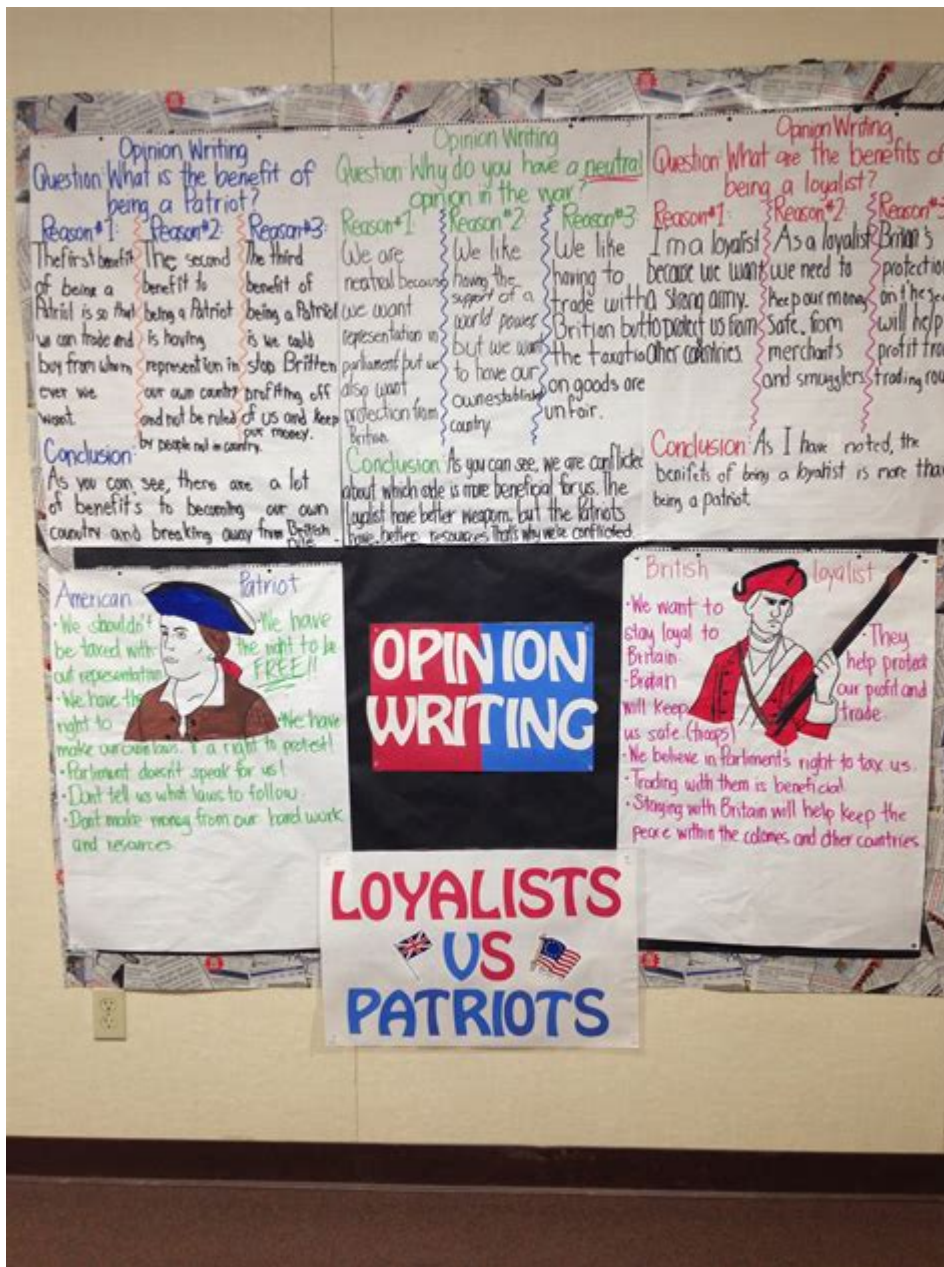 Opinion Writing
Question: What is the benefit of
being a Patriot?
Reason #1:
The first benefit
of being a
Patriot is so that
we can trade and
buy from whom
ever we
want.
Reason #2:
The second
benefit to
being a Patriot
is having
representation in
our own country
and not be ruled
by people not in country.
Reason #3:
The third
benefit of
being a Patriot
is we could
stop Britten
profiting off
of us and keep
our money.
Conclusion:
As you can see, there are a lot
of benefit's to becoming our own
country and breaking away from British
Opinion Writing
Question: Why do you have a neutral
opinion in the war?
Reason #1:
We are
neutral because
we want
representation in
parliament but we
also want
protection from
Reason #2:
We like
having the
support of a
world power
but we want
to have our
own establish
country.
Reason #3:
We like
having to
trade with
Brition but
the taxatio
on goods are
unfair.
Conclusion: As you can see, we are conflicted
about which side is more beneficial for us. The
loyalist have better weapons, but the Patriots
have better resources. That's why we're conflicted.
Opinion Writing
Question: What are the benefits of
being a loyalist?
Reason #1:
I'm a loyalist
because we want
a strong army.
to protect us from
other countries.
Reason #2:
As a loyalist
we need to
keep our money
safe. from
merchants
and smugglers
protection
on the
will help
profit
trading
Conclusion: As I have noted, the
benifets of being a loyalist is more than
being a patriot.
American Patriot
• We shouldn't
be taxed with-
out representation
• We have the
right to
make our own laws.
• We have
the right to be
FREE!!
• We have
a right to protest!
• Parliment doesn't speak for us!
• Don't tell us what laws to follow.
• Don't make money from our hard work
and resources.
OPINION
WRITING
British loyalist
• We want to
stay loyal to
Britain.
• Britan
will keep
us safe. (troops)
• They
help protect
our profit and
trade.
• We believe in Parliment's right to tax us.
• Trading with them is beneficial.
• Staying with Britain will help keep the
peace within the colonies and other countries.
LOYALISTS
VS
PATRIOTS